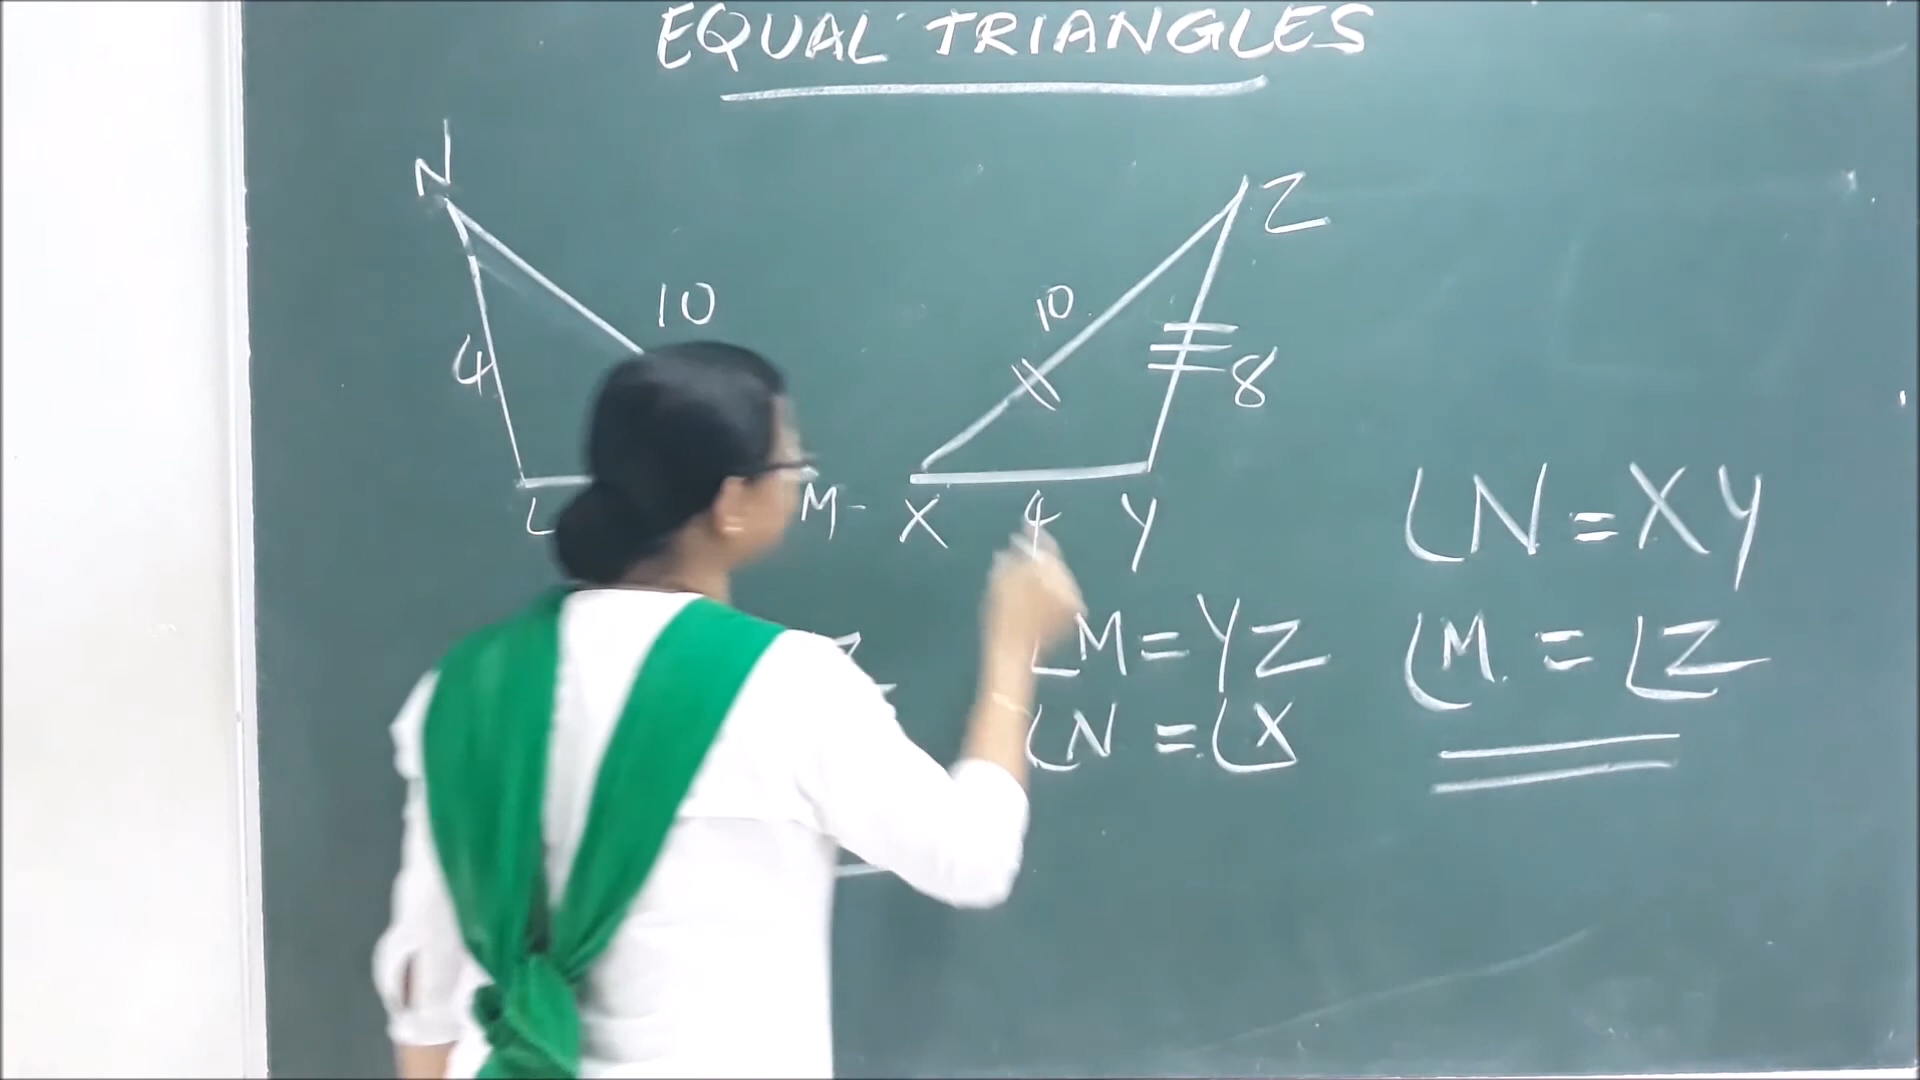 EQUAL TRIANGLES
N
Z
10
10
4
8
L
M
X
4
Y
LN = XY
LM = YZ
∠M = ∠Z
∠N = ∠X